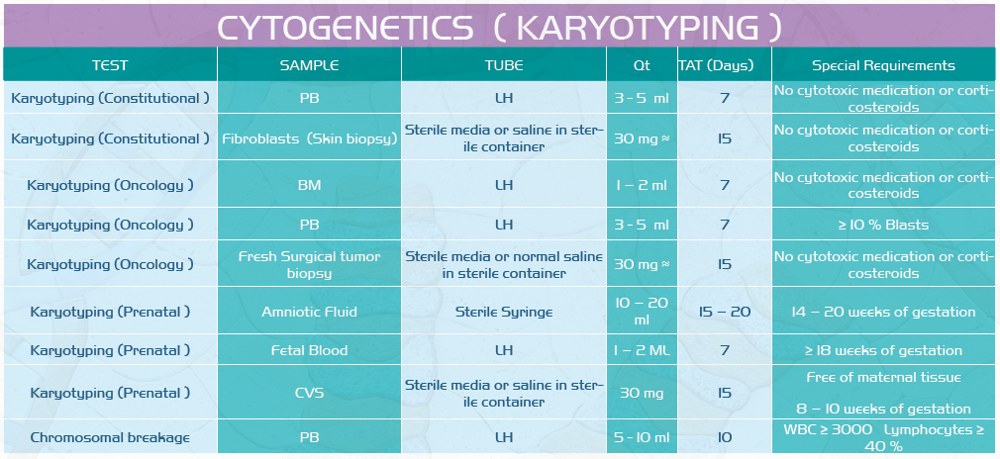 CYTOGENETICS ( KARYOTYPING )
TEST SAMPLE TUBE Qt TAT (Days) Special Requirements
Karyotyping (Constitutional ) PB LH 3 - 5 ml 7 No cytotoxic medication or corti-
costeroids
Karyotyping (Constitutional ) Fibroblasts (Skin biopsy) Sterile media or saline in ster-
ile container 30 mg ≈ 15 No cytotoxic medication or corti-
costeroids
Karyotyping (Oncology ) BM LH 1 – 2 ml 7 No cytotoxic medication or corti-
costeroids
Karyotyping (Oncology ) PB LH 3 - 5 ml 7 ≥ 10 % Blasts
Karyotyping (Oncology ) Fresh Surgical tumor
biopsy Sterile media or normal saline
in sterile container 30 mg ≈ 15 No cytotoxic medication or corti-
costeroids
Karyotyping (Prenatal ) Amniotic Fluid Sterile Syringe 10 – 20
ml 15 – 20 14 – 20 weeks of gestation
Karyotyping (Prenatal ) Fetal Blood LH 1 – 2 ML 7 ≥ 18 weeks of gestation
Karyotyping (Prenatal ) CVS Sterile media or saline in ster-
ile container 30 mg 15 Free of maternal tissue
8 – 10 weeks of gestation
Chromosomal breakage PB LH 5 - 10 ml 10 WBC ≥ 3000 Lymphocytes ≥
40 %